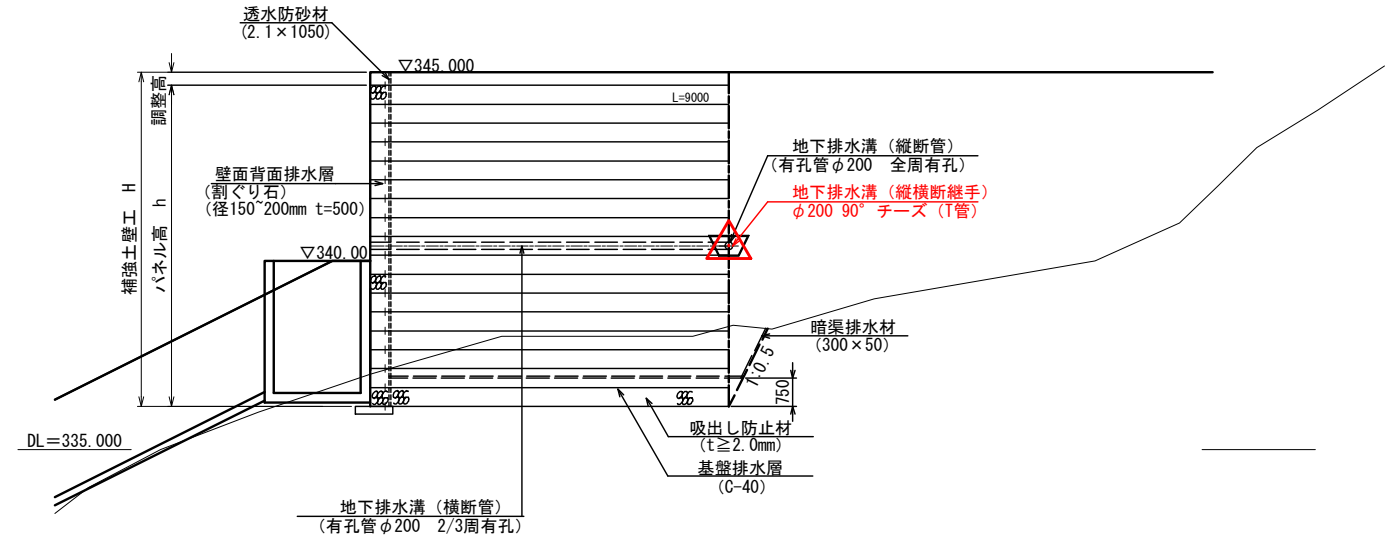 透水防砂材
(2.1×1050)
▽345.000
調整高
L=9000
補強土壁工 H
パネル高 h
壁面背面排水層
(割ぐり石)
(径150~200mm t=500)
地下排水溝（縦断管）
(有孔管φ200 全周有孔)
地下排水溝（縦横断継手）
φ200 90° チーズ（T管）
▽340.00
暗渠排水材
(300×50)
1:0.5
750
吸出し防止材
(t≧2.0mm)
DL＝335.000
基盤排水層
(C-40)
地下排水溝（横断管）
(有孔管φ200 2/3周有孔)